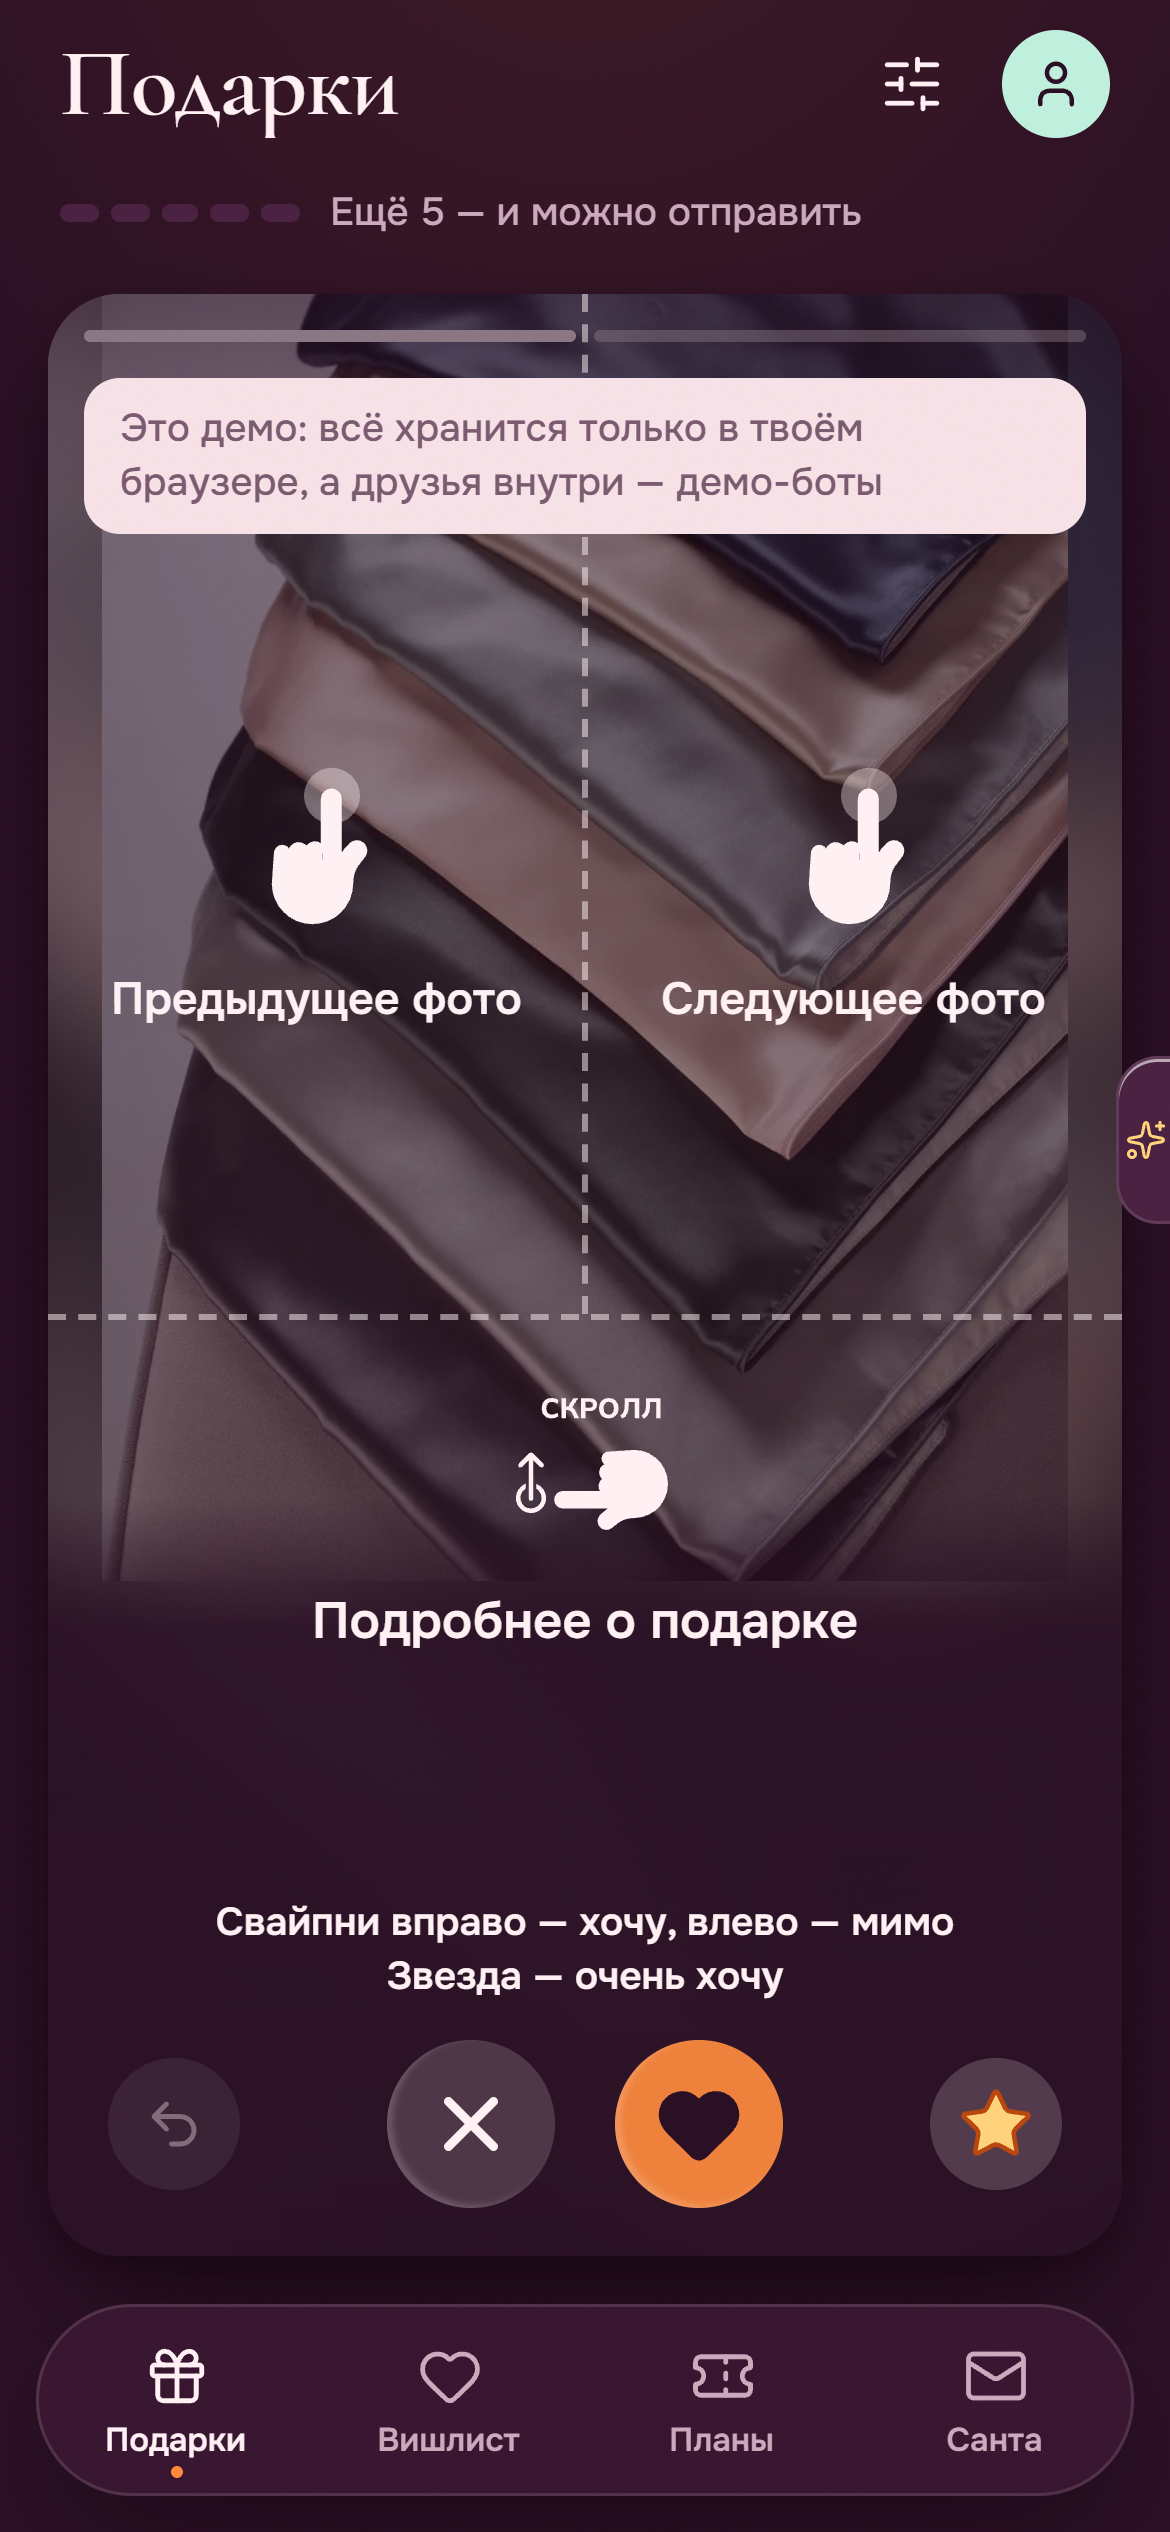 Подарки
Ещё 5 — и можно отправить
Это демо: всё хранится только в твоём
браузере, а друзья внутри — демо-боты
Предыдущее фото
Следующее фото
СКРОЛЛ
Подробнее о подарке
Свайпни вправо — хочу, влево — мимо
Звезда — очень хочу
Подарки
Вишлист
Планы
Санта